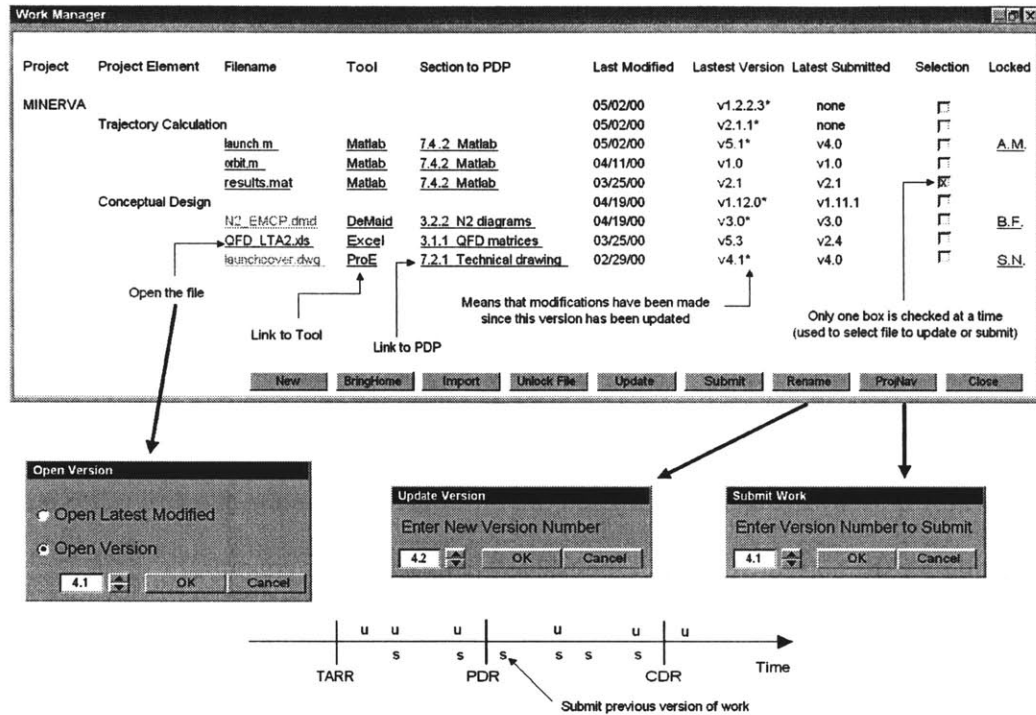 Work Manager
Project Project Element Filename Tool Section to PDP Last Modified Lastest Version Latest Submitted Selection Locked
MINERVA 05/02/00 v1.2.2.3* none
Trajectory Calculation 05/02/00 v2.1.1* none
launch.m Matlab 7.4.2 Matlab 05/02/00 v5.1* v4.0 A.M.
orbit.m Matlab 7.4.2 Matlab 04/11/00 v1.0 v1.0
results.mat Matlab 7.4.2 Matlab 03/25/00 v2.1 v2.1
Conceptual Design 04/19/00 v1.12.0* v1.11.1
N2_EMCP.dmd DeMaid 3.2.2 N2 diagrams 04/19/00 v3.0* v3.0 B.F.
QFD_LTA2.xls Excel 3.1.1 QFD matrices 03/25/00 v5.3 v2.4
launchcover.dwg ProE 7.2.1 Technical drawing 02/29/00 v4.1* v4.0 S.N.
Open the file
Link to Tool
Link to PDP
Means that modifications have been made
since this version has been updated
Only one box is checked at a time
(used to select file to update or submit)
New BringHome Import Unlock File Update Submit Rename ProjNav Close
Open Version
Open Latest Modified
Open Version
4.1 OK Cancel
Update Version
Enter New Version Number
4.2 OK Cancel
Submit Work
Enter Version Number to Submit
4.1 OK Cancel
u u u u u u
s s s s s s
TARR PDR CDR Time
Submit previous version of work